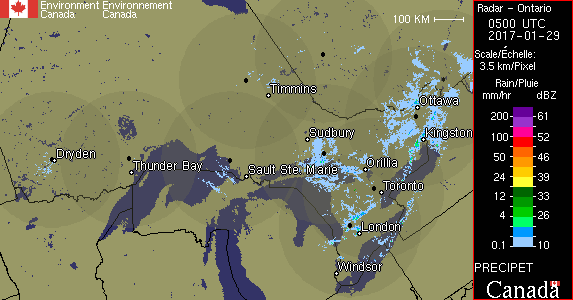 Environment Environnement
Canada Canada
100 KM
Timmins
Ottawa
Sudbury
Kingston
Dryden
Thunder Bay
Sault Ste. Marie
Orillia
Toronto
London
Windsor
Radar - Ontario
0500 UTC
2017-01-29
Scale/Échelle:
3.5 km/Pixel
Rain/Pluie
mm/hr dBZ
200 61
100 52
50 46
24 39
12 33
4 26
0.1 10
PRECIPET
Canada